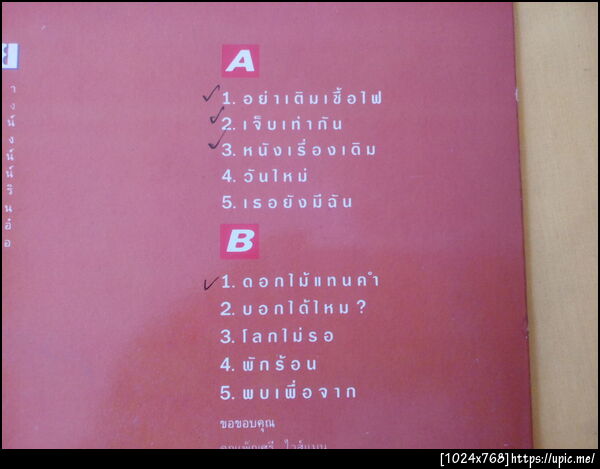 A
1. อย่าเติมเชื้อไฟ
2. เจ็บเท่ากัน
3. หนังเรื่องเดิม
4. วันใหม่
5. เธอยังมีฉัน
B
1. ดอกไม้แทนคำ
2. บอกได้ไหม?
3. โลกไม่รอ
4. พักร้อน
5. พบเพื่อจาก
ขอขอบคุณ
[1024x768]https://upic.me/